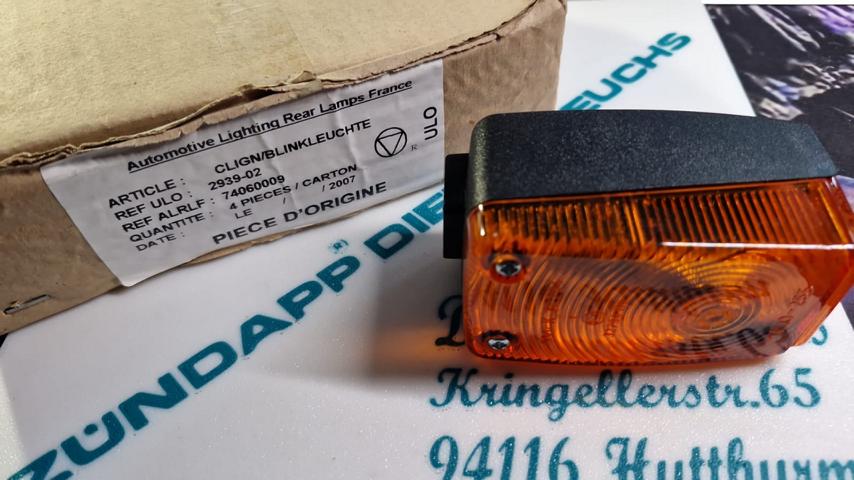 Automotive Lighting Rear Lamps France
ARTICLE : CLIGN/BLINKLEUCHTE
REF ULO : 2939-02
REF ALRLF : 74060009
QUANTITE : 4 PIECES / CARTON
DATE : LE / / 2007
PIECE D'ORIGINE
R ULO
ZÜNDAPP DIE
EUCHS
Kringellerstr.65
94116 Hutthurm